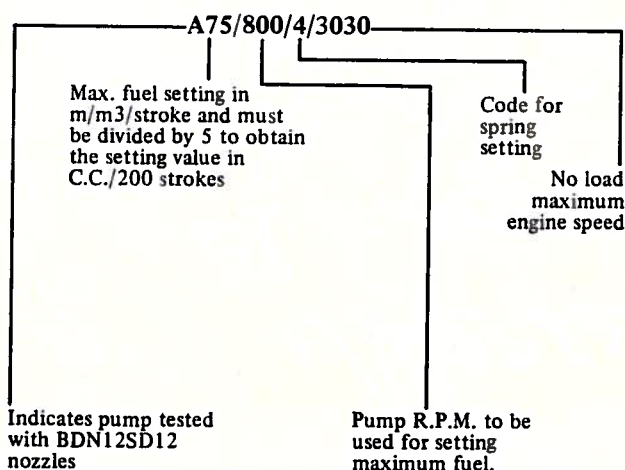 A75/800/4/3030
Max. fuel setting in
m/m3/stroke and must
be divided by 5 to obtain
the setting value in
C.C./200 strokes
Code for
spring
setting
No load
maximum
engine speed
Indicates pump tested
with BDN12SD12
nozzles
Pump R.P.M. to be
used for setting
maximum fuel.